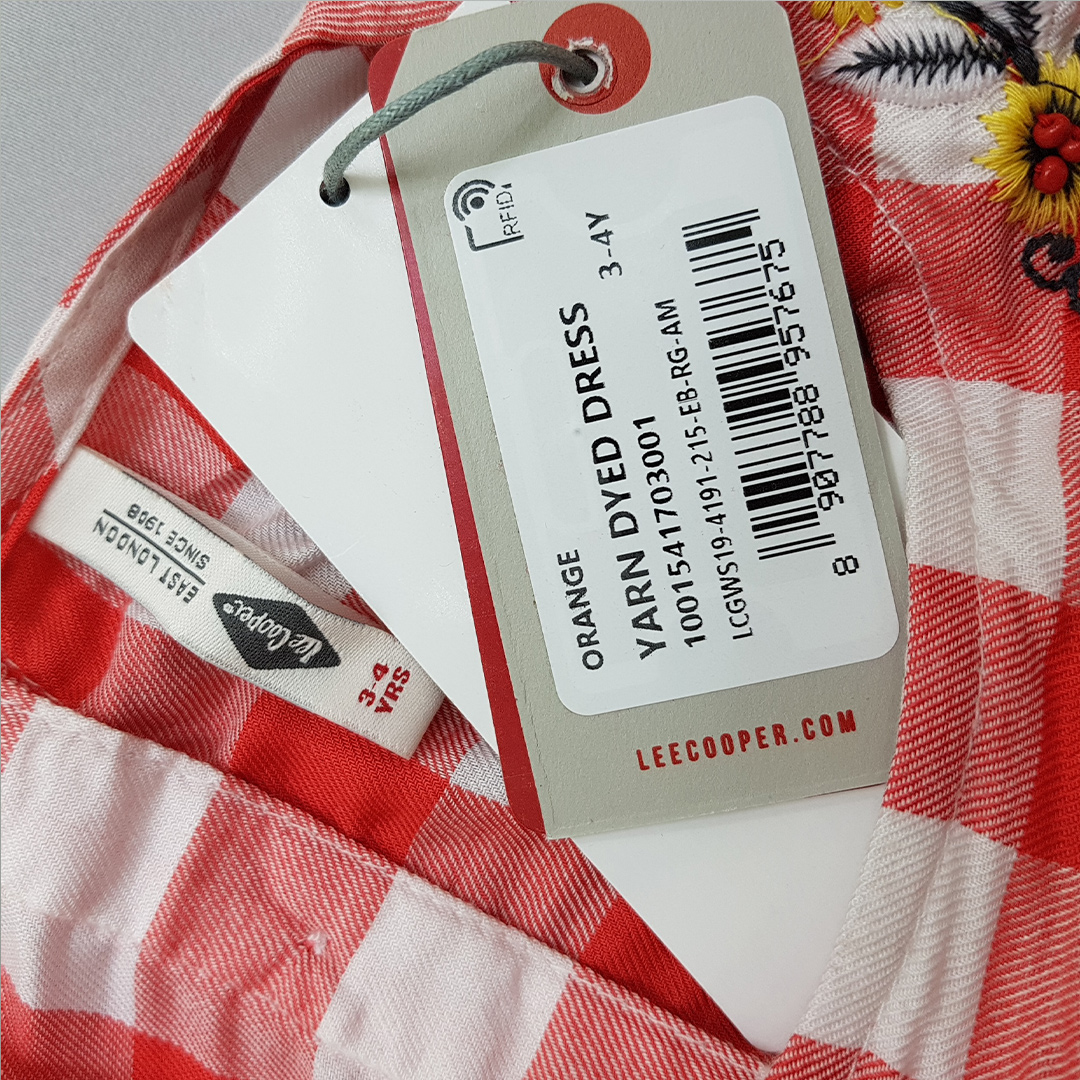 RFID
ORANGE
3-4Y
YARN DYED DRESS
1001541703001
LCGWS19-4191-215-EB-RG-AM
8 907788 957675
LEECOOPER.COM
EAST LONDON
SINCE 1908
Lee Cooper®
3-4
YRS